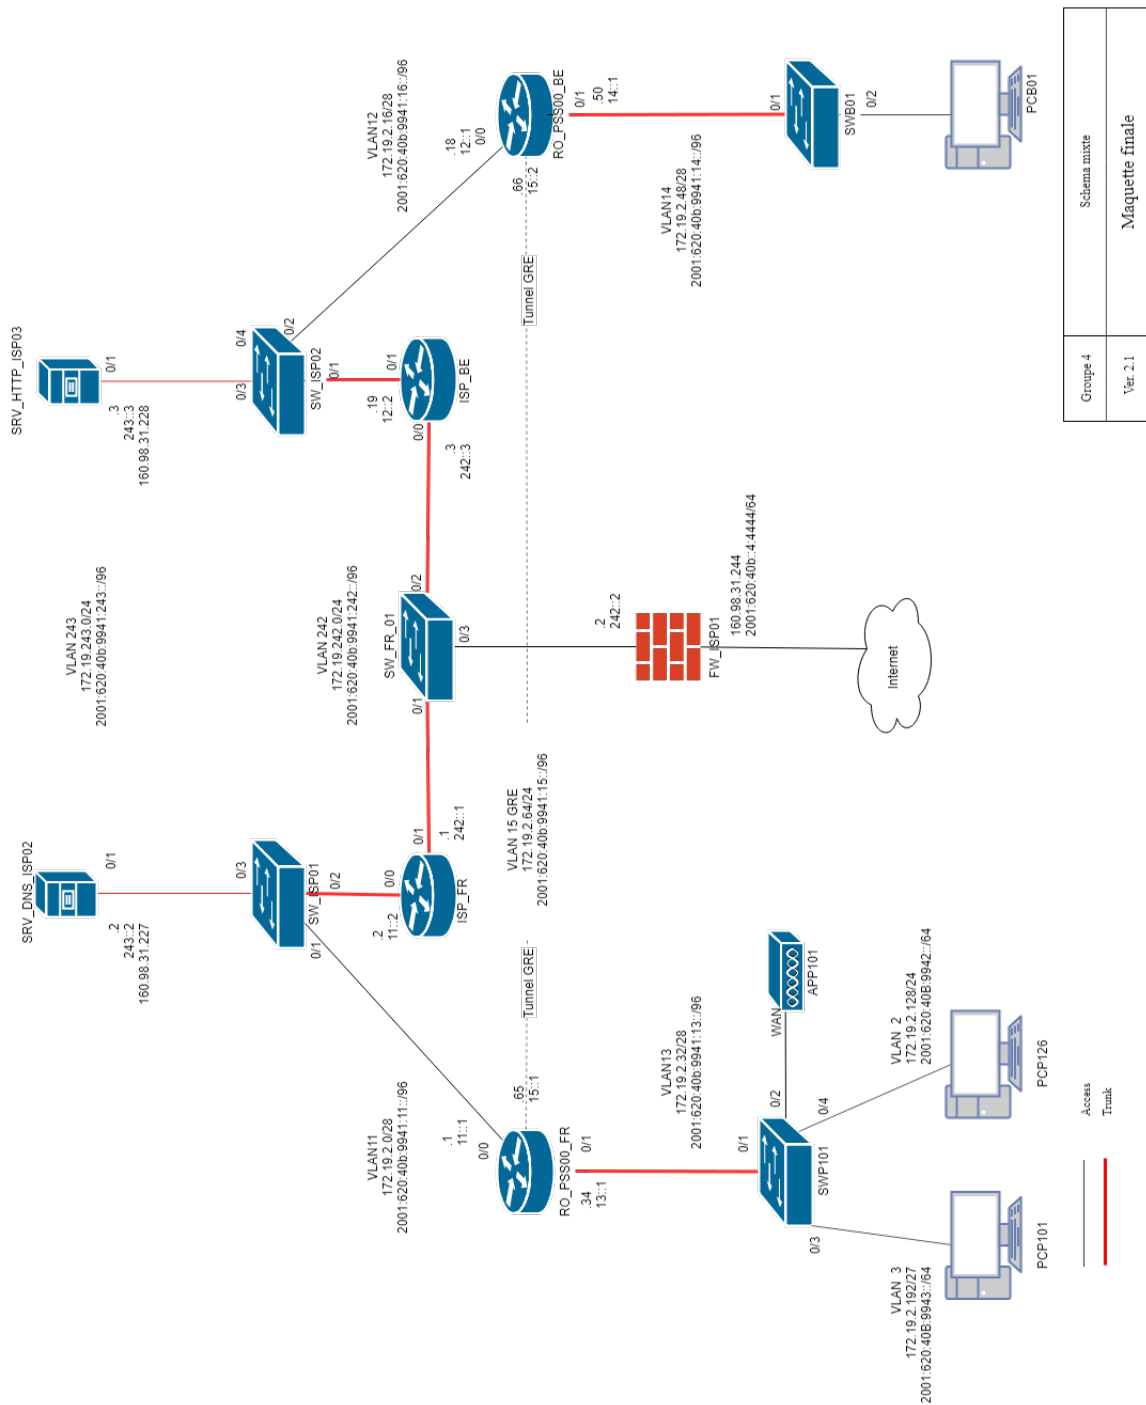 SRV_DNS_ISP02
0/1
.2
243::2
160.98.31.227
VLAN 243
172.19.243.0/24
2001:620:40b:9941:243::/96
SRV_HTTP_ISP03
0/1
.3
243::3
160.98.31.228
0/3
SW_ISP01
0/1
0/2
0/3
0/4
SW_ISP02
0/2
0/1
VLAN11
172.19.2.0/28
2001:620:40b:9941:11::/96
.2
11::2
0/0
ISP_FR
0/1
.1
242::1
VLAN 242
172.19.242.0/24
2001:620:40b:9941:242::/96
SW_FR_01
0/1
0/2
0/3
.19
12::2
0/1
0/0
ISP_BE
.3
242::3
VLAN12
172.19.2.16/28
2001:620:40b:9941:16::/96
.1
11::1
0/0
RO_PSS00_FR
0/1
.65
15::1
Tunnel GRE
VLAN 15 GRE
172.19.2.64/24
2001:620:40b:9941:15::/96
Tunnel GRE
.66
15::2
.18
12::1
0/0
RO_PSS00_BE
0/1
.50
14::1
.34
13::1
.2
242::2
FW_ISP01
160.98.31.244
2001:620:40b::4:4444/64
Internet
VLAN13
172.19.2.32/28
2001:620:40b:9941:13::/96
VLAN14
172.19.2.48/28
2001:620:40b:9941:14::/96
0/1
SWP101
0/2
0/3
0/4
WAN
APP101
0/1
SWB01
0/2
VLAN 3
172.19.2.192/27
2001:620:40B:9943::/64
VLAN 2
172.19.2.128/24
2001:620:40B:9942::/64
PCP101
PCP126
PCB01
Access
Trunk
Groupe 4
Schema mixte
Ver. 2.1
Maquette finale